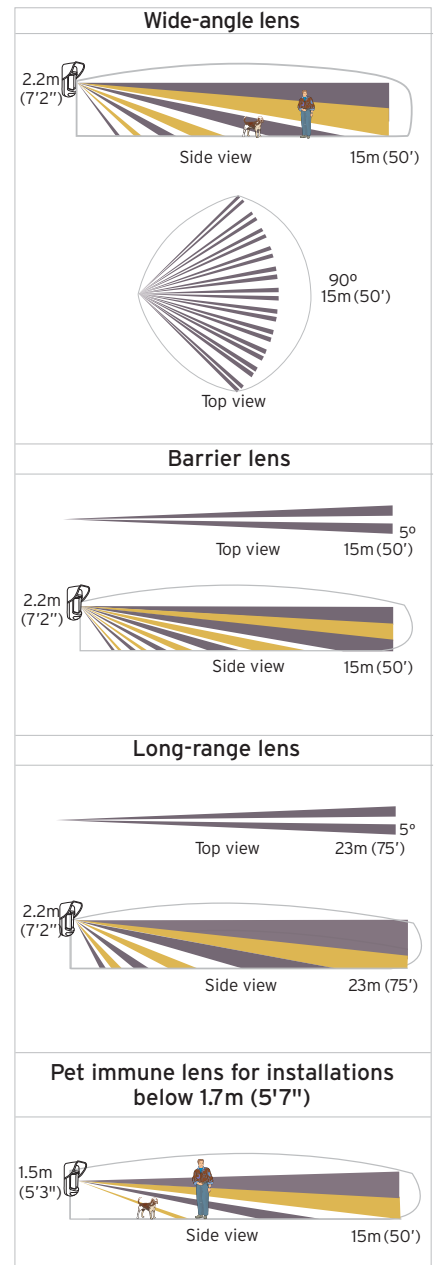 Wide-angle lens
2.2m
(7'2")
Side view 15m (50')
90º
15m (50')
Top view
Barrier lens
5º
Top view 15m (50')
2.2m
(7'2")
Side view 15m (50')
Long-range lens
5º
Top view 23m (75')
2.2m
(7'2")
Side view 23m (75')
Pet immune lens for installations
below 1.7m (5'7")
1.5m
(5'3")
Side view 15m (50')